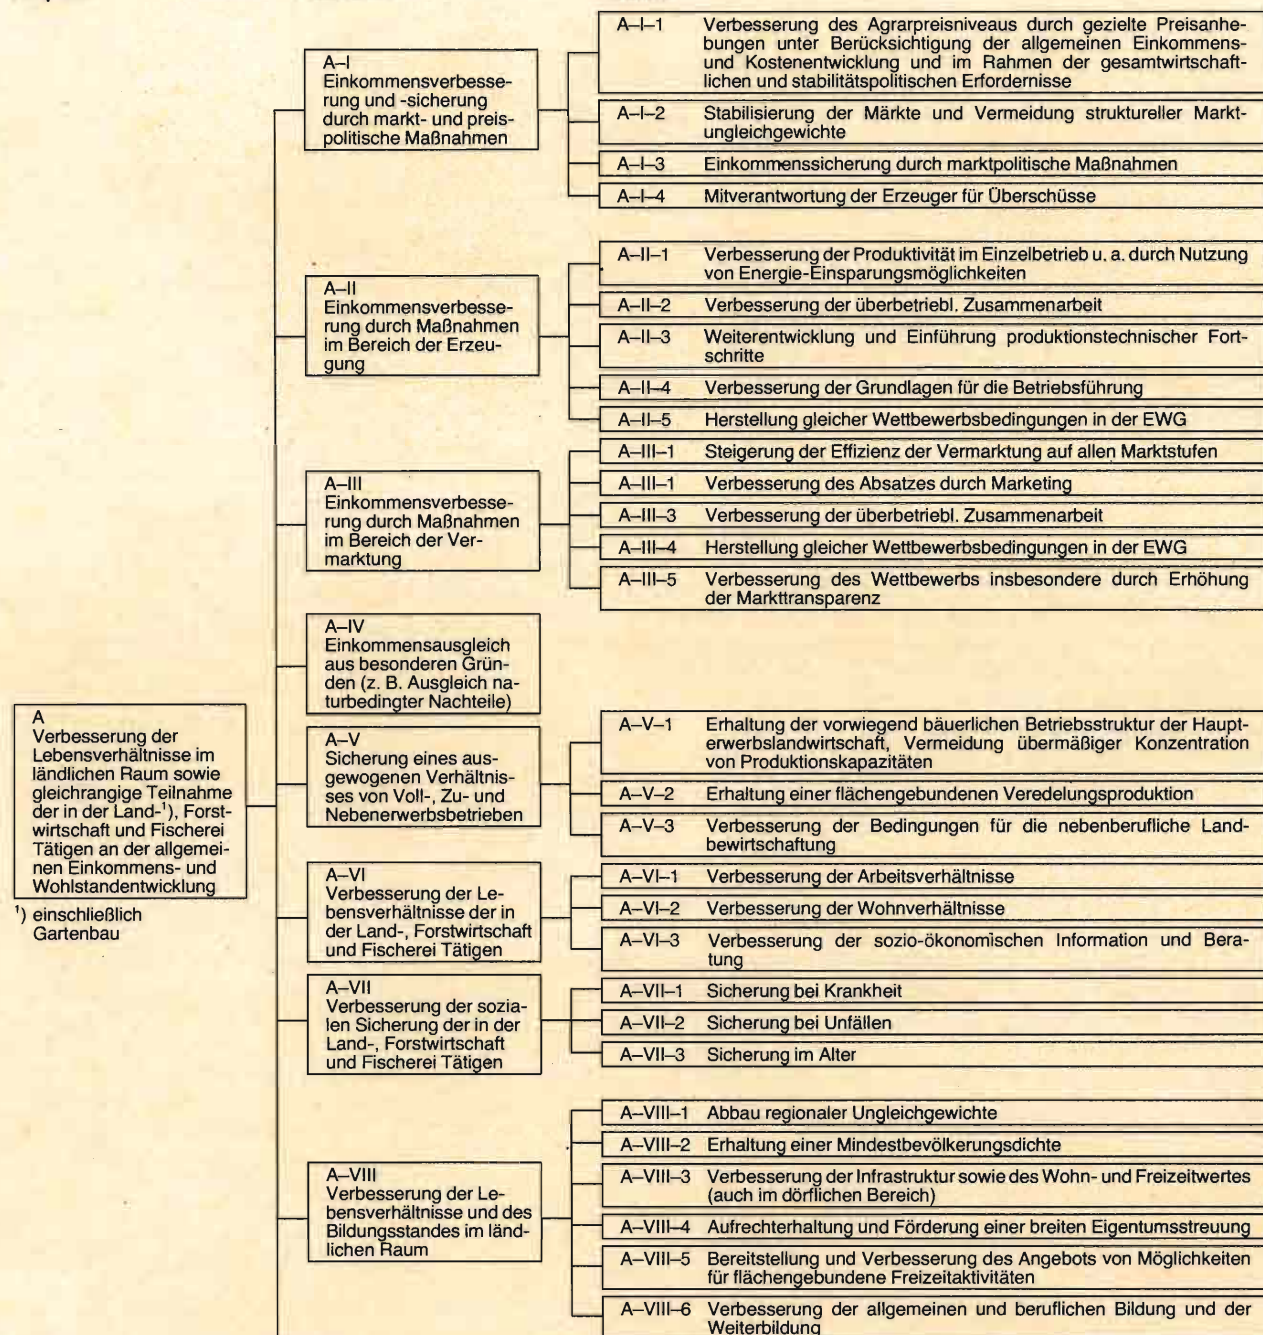 A
Verbesserung der
Lebensverhältnisse im
ländlichen Raum sowie
gleichrangige Teilnahme
der in der Land-¹), Forst-
wirtschaft und Fischerei
Tätigen an der allgemei-
nen Einkommens- und
Wohlstandentwicklung
¹) einschließlich
Gartenbau
A–I
Einkommensverbesse-
rung und -sicherung
durch markt- und preis-
politische Maßnahmen
A–I–1 Verbesserung des Agrarpreisniveaus durch gezielte Preisanhe-
bungen unter Berücksichtigung der allgemeinen Einkommens-
und Kostenentwicklung und im Rahmen der gesamtwirtschaft-
lichen und stabilitätspolitischen Erfordernisse
A–I–2 Stabilisierung der Märkte und Vermeidung struktureller Markt-
ungleichgewichte
A–I–3 Einkommenssicherung durch marktpolitische Maßnahmen
A–I–4 Mitverantwortung der Erzeuger für Überschüsse
A–II
Einkommensverbesse-
rung durch Maßnahmen
im Bereich der Erzeu-
gung
A–II–1 Verbesserung der Produktivität im Einzelbetrieb u. a. durch Nutzung
von Energie-Einsparungsmöglichkeiten
A–II–2 Verbesserung der überbetriebl. Zusammenarbeit
A–II–3 Weiterentwicklung und Einführung produktionstechnischer Fort-
schritte
A–II–4 Verbesserung der Grundlagen für die Betriebsführung
A–II–5 Herstellung gleicher Wettbewerbsbedingungen in der EWG
A–III
Einkommensverbesse-
rung durch Maßnahmen
im Bereich der Ver-
marktung
A–III–1 Steigerung der Effizienz der Vermarktung auf allen Marktstufen
A–III–1 Verbesserung des Absatzes durch Marketing
A–III–3 Verbesserung der überbetriebl. Zusammenarbeit
A–III–4 Herstellung gleicher Wettbewerbsbedingungen in der EWG
A–III–5 Verbesserung des Wettbewerbs insbesondere durch Erhöhung
der Markttransparenz
A–IV
Einkommensausgleich
aus besonderen Grün-
den (z. B. Ausgleich na-
turbedingter Nachteile)
A–V
Sicherung eines aus-
gewogenen Verhältnis-
ses von Voll-, Zu- und
Nebenerwerbsbetrieben
A–V–1 Erhaltung der vorwiegend bäuerlichen Betriebsstruktur der Haupt-
erwerbslandwirtschaft, Vermeidung übermäßiger Konzentration
von Produktionskapazitäten
A–V–2 Erhaltung einer flächengebundenen Veredelungsproduktion
A–V–3 Verbesserung der Bedingungen für die nebenberufliche Land-
bewirtschaftung
A–VI
Verbesserung der Le-
bensverhältnisse der in
der Land-, Forstwirtschaft
und Fischerei Tätigen
A–VI–1 Verbesserung der Arbeitsverhältnisse
A–VI–2 Verbesserung der Wohnverhältnisse
A–VI–3 Verbesserung der sozio-ökonomischen Information und Bera-
tung
A–VII
Verbesserung der sozia-
len Sicherung der in der
Land-, Forstwirtschaft
und Fischerei Tätigen
A–VII–1 Sicherung bei Krankheit
A–VII–2 Sicherung bei Unfällen
A–VII–3 Sicherung im Alter
A–VIII
Verbesserung der Le-
bensverhältnisse und des
Bildungsstandes im länd-
lichen Raum
A–VIII–1 Abbau regionaler Ungleichgewichte
A–VIII–2 Erhaltung einer Mindestbevölkerungsdichte
A–VIII–3 Verbesserung der Infrastruktur sowie des Wohn- und Freizeitwertes
(auch im dörflichen Bereich)
A–VIII–4 Aufrechterhaltung und Förderung einer breiten Eigentumsstreuung
A–VIII–5 Bereitstellung und Verbesserung des Angebots von Möglichkeiten
für flächengebundene Freizeitaktivitäten
A–VIII–6 Verbesserung der allgemeinen und beruflichen Bildung und der
Weiterbildung